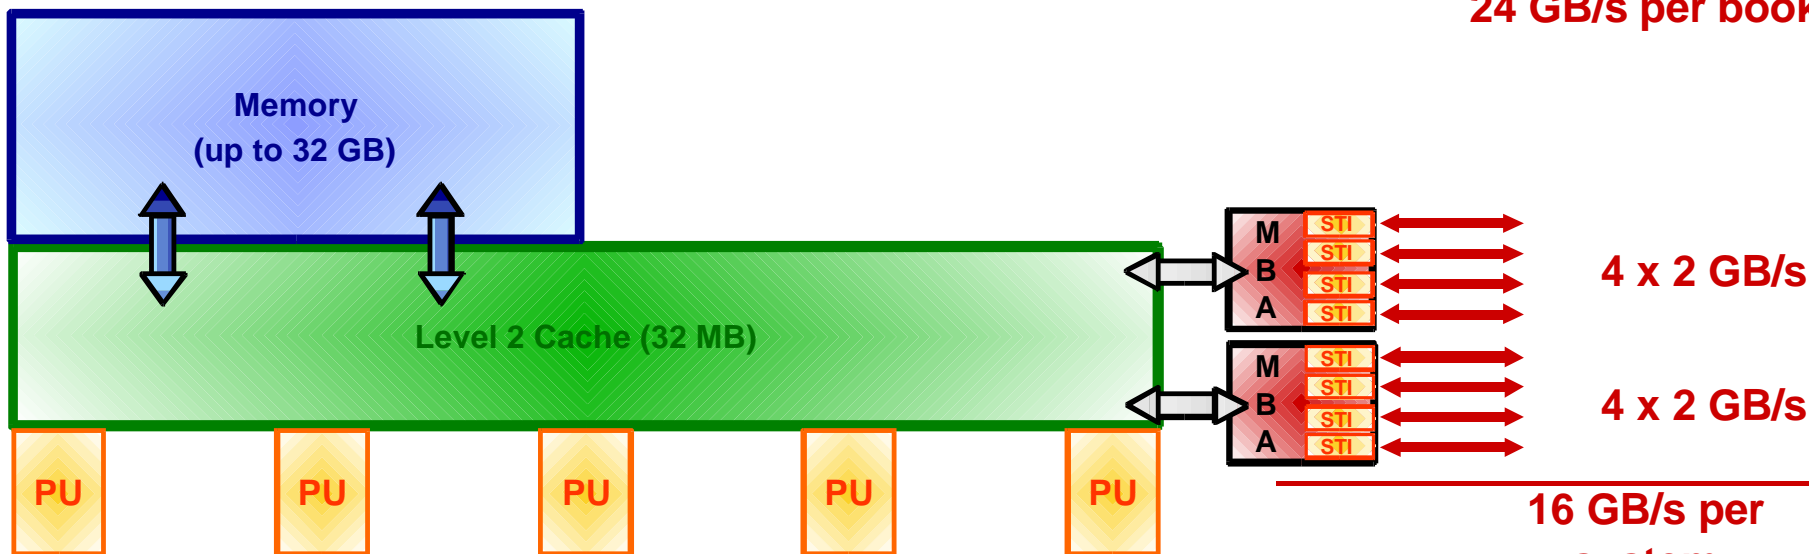 24 GB/s per book
Memory
(up to 32 GB)
M
B
A
STI
STI
STI
STI
4 x 2 GB/s
Level 2 Cache (32 MB)
M
B
A
STI
STI
STI
STI
4 x 2 GB/s
PU
PU
PU
PU
PU
16 GB/s per